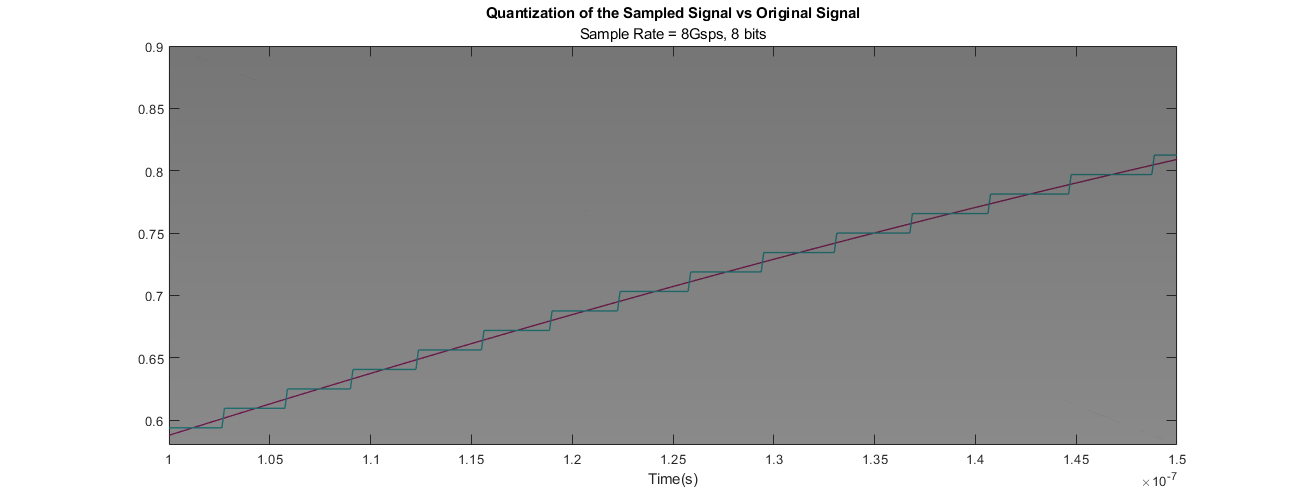 Quantization of the Sampled Signal vs Original Signal
Sample Rate = 8Gsps, 8 bits
0.9
0.85
0.8
0.75
0.7
0.65
0.6
1 1.05 1.1 1.15 1.2 1.25 1.3 1.35 1.4 1.45 1.5
Time(s)
×10⁻⁷